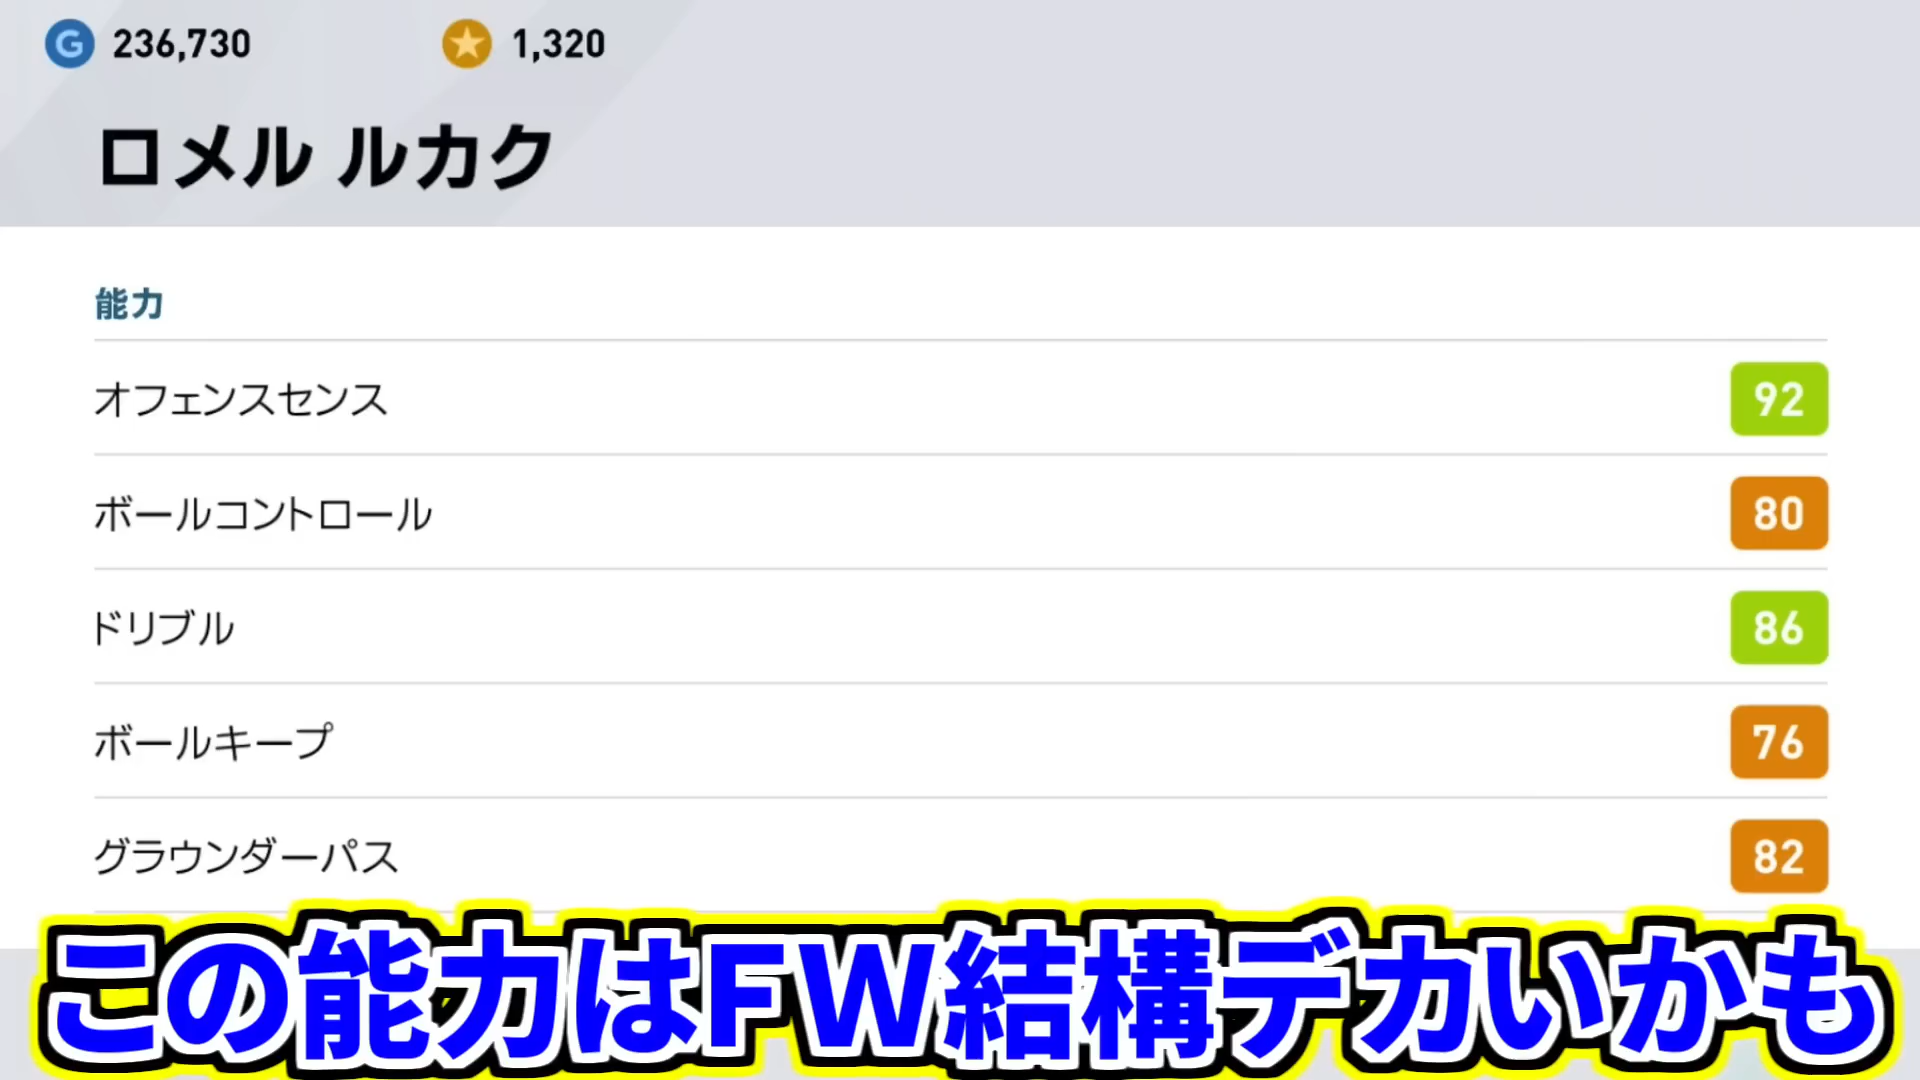 G 236,730 1,320
ロメル ルカク
能力
オフェンスセンス 92
ボールコントロール 80
ドリブル 86
ボールキープ 76
グラウンダーパス 82
この能力はFW結構デカいかも